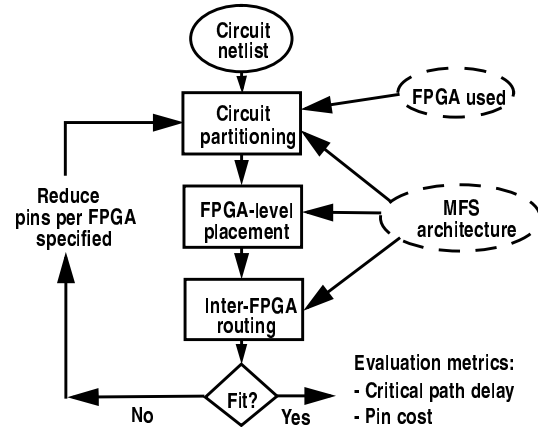 Circuit
netlist
FPGA used
Circuit
partitioning
Reduce
pins per FPGA
specified
FPGA-level
placement
MFS
architecture
Inter-FPGA
routing
Fit?
No
Yes
Evaluation metrics:
- Critical path delay
- Pin cost